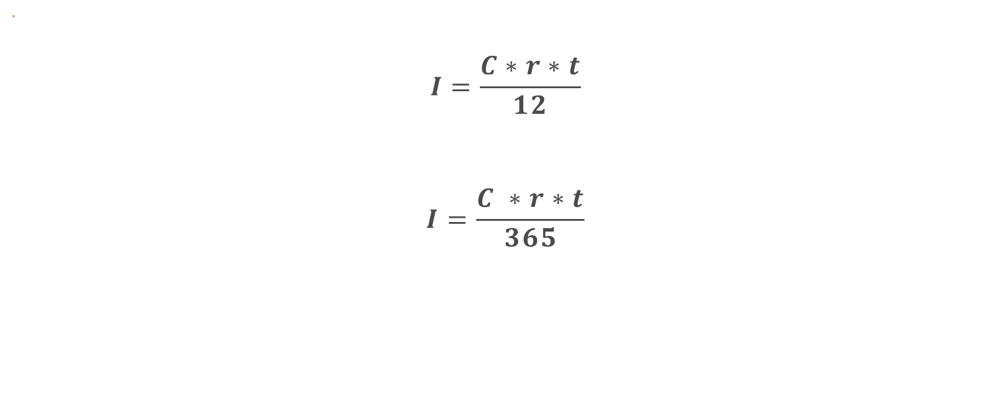 I = C * r * t / 12
I = C * r * t / 365